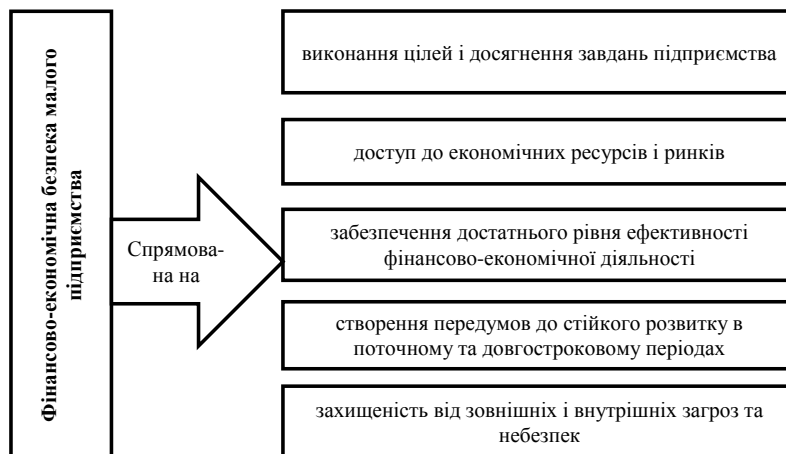 Фінансово-економічна безпека малого
підприємства
Спрямова-
на на
виконання цілей і досягнення завдань підприємства
доступ до економічних ресурсів і ринків
забезпечення достатнього рівня ефективності
фінансово-економічної діяльності
створення передумов до стійкого розвитку в
поточному та довгостроковому періодах
захищеність від зовнішніх і внутрішніх загроз та
небезпек